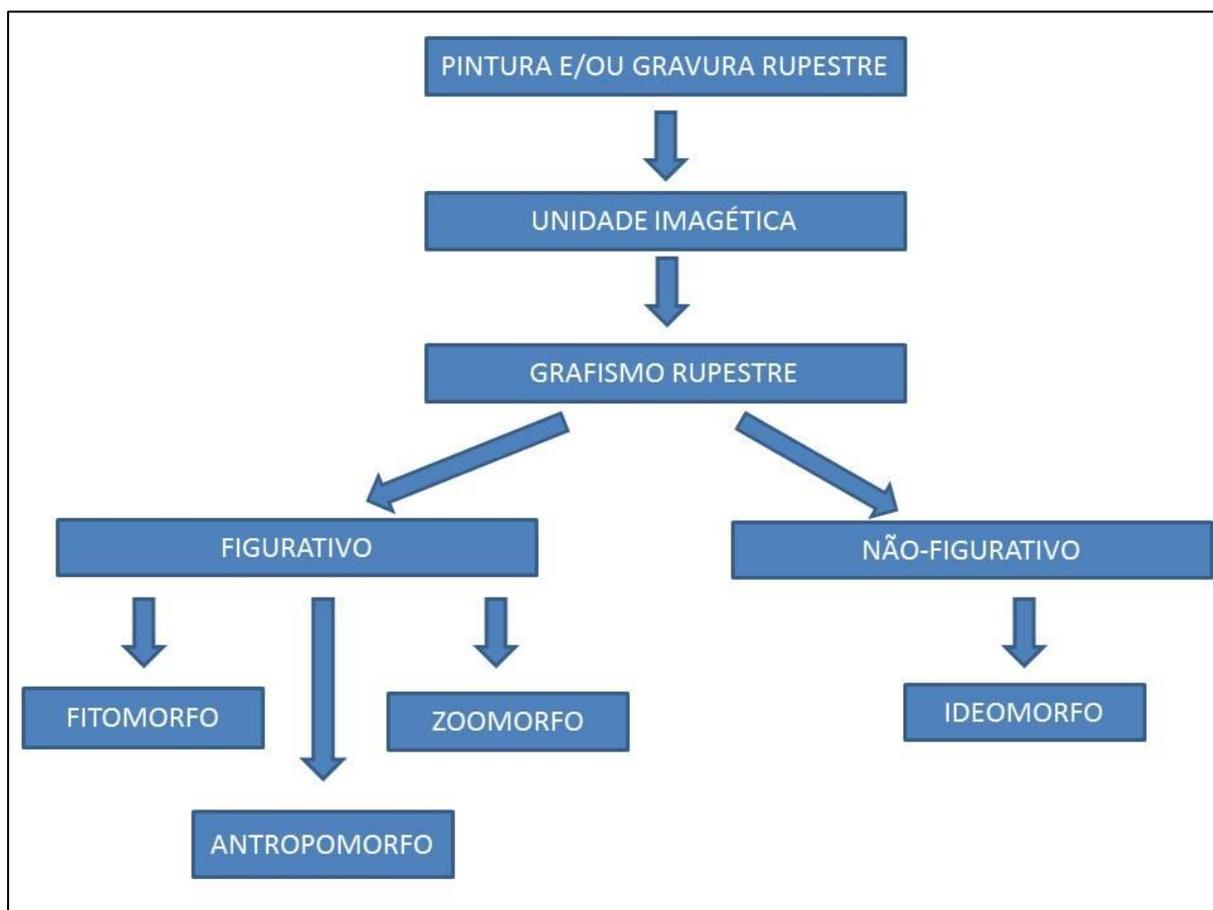 PINTURA E/OU GRAVURA RUPESTRE
UNIDADE IMAGÉTICA
GRAFISMO RUPESTRE
FIGURATIVO
NÃO-FIGURATIVO
FITOMORFO
ZOOMORFO
IDEOMORFO
ANTROPOMORFO